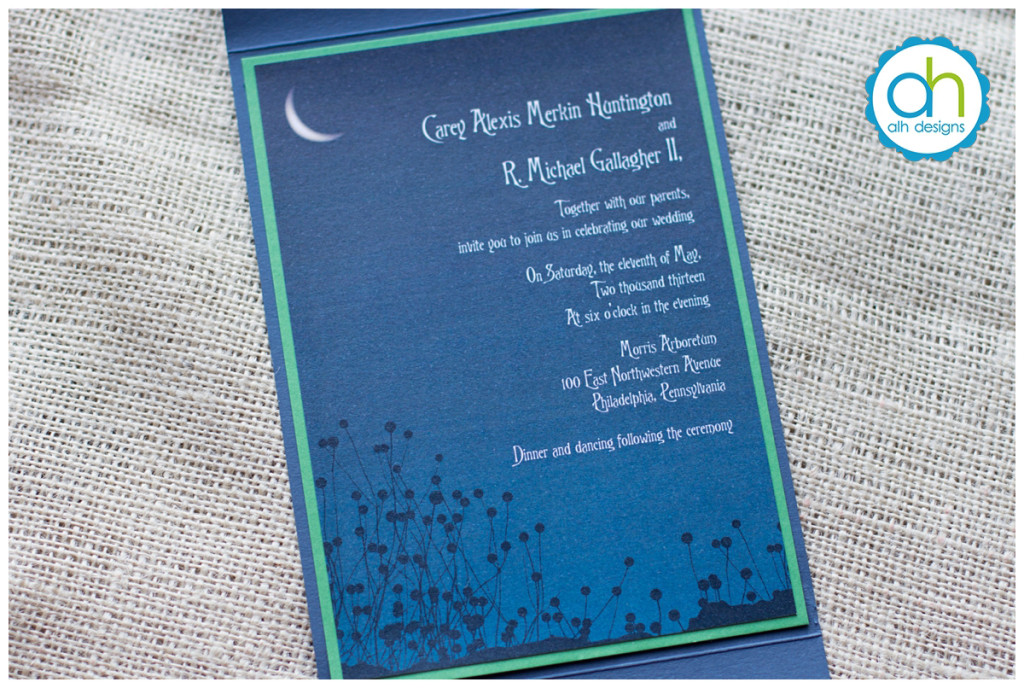 Carey Alexis Merkin Huntington
and
R. Michael Gallagher II,
Together with our parents,
invite you to join us in celebrating our wedding
On Saturday, the eleventh of May,
Two thousand thirteen
At six o'clock in the evening
Morris Arboretum
100 East Northwestern Avenue
Philadelphia, Pennsylvania
Dinner and dancing following the ceremony
ah
alh designs